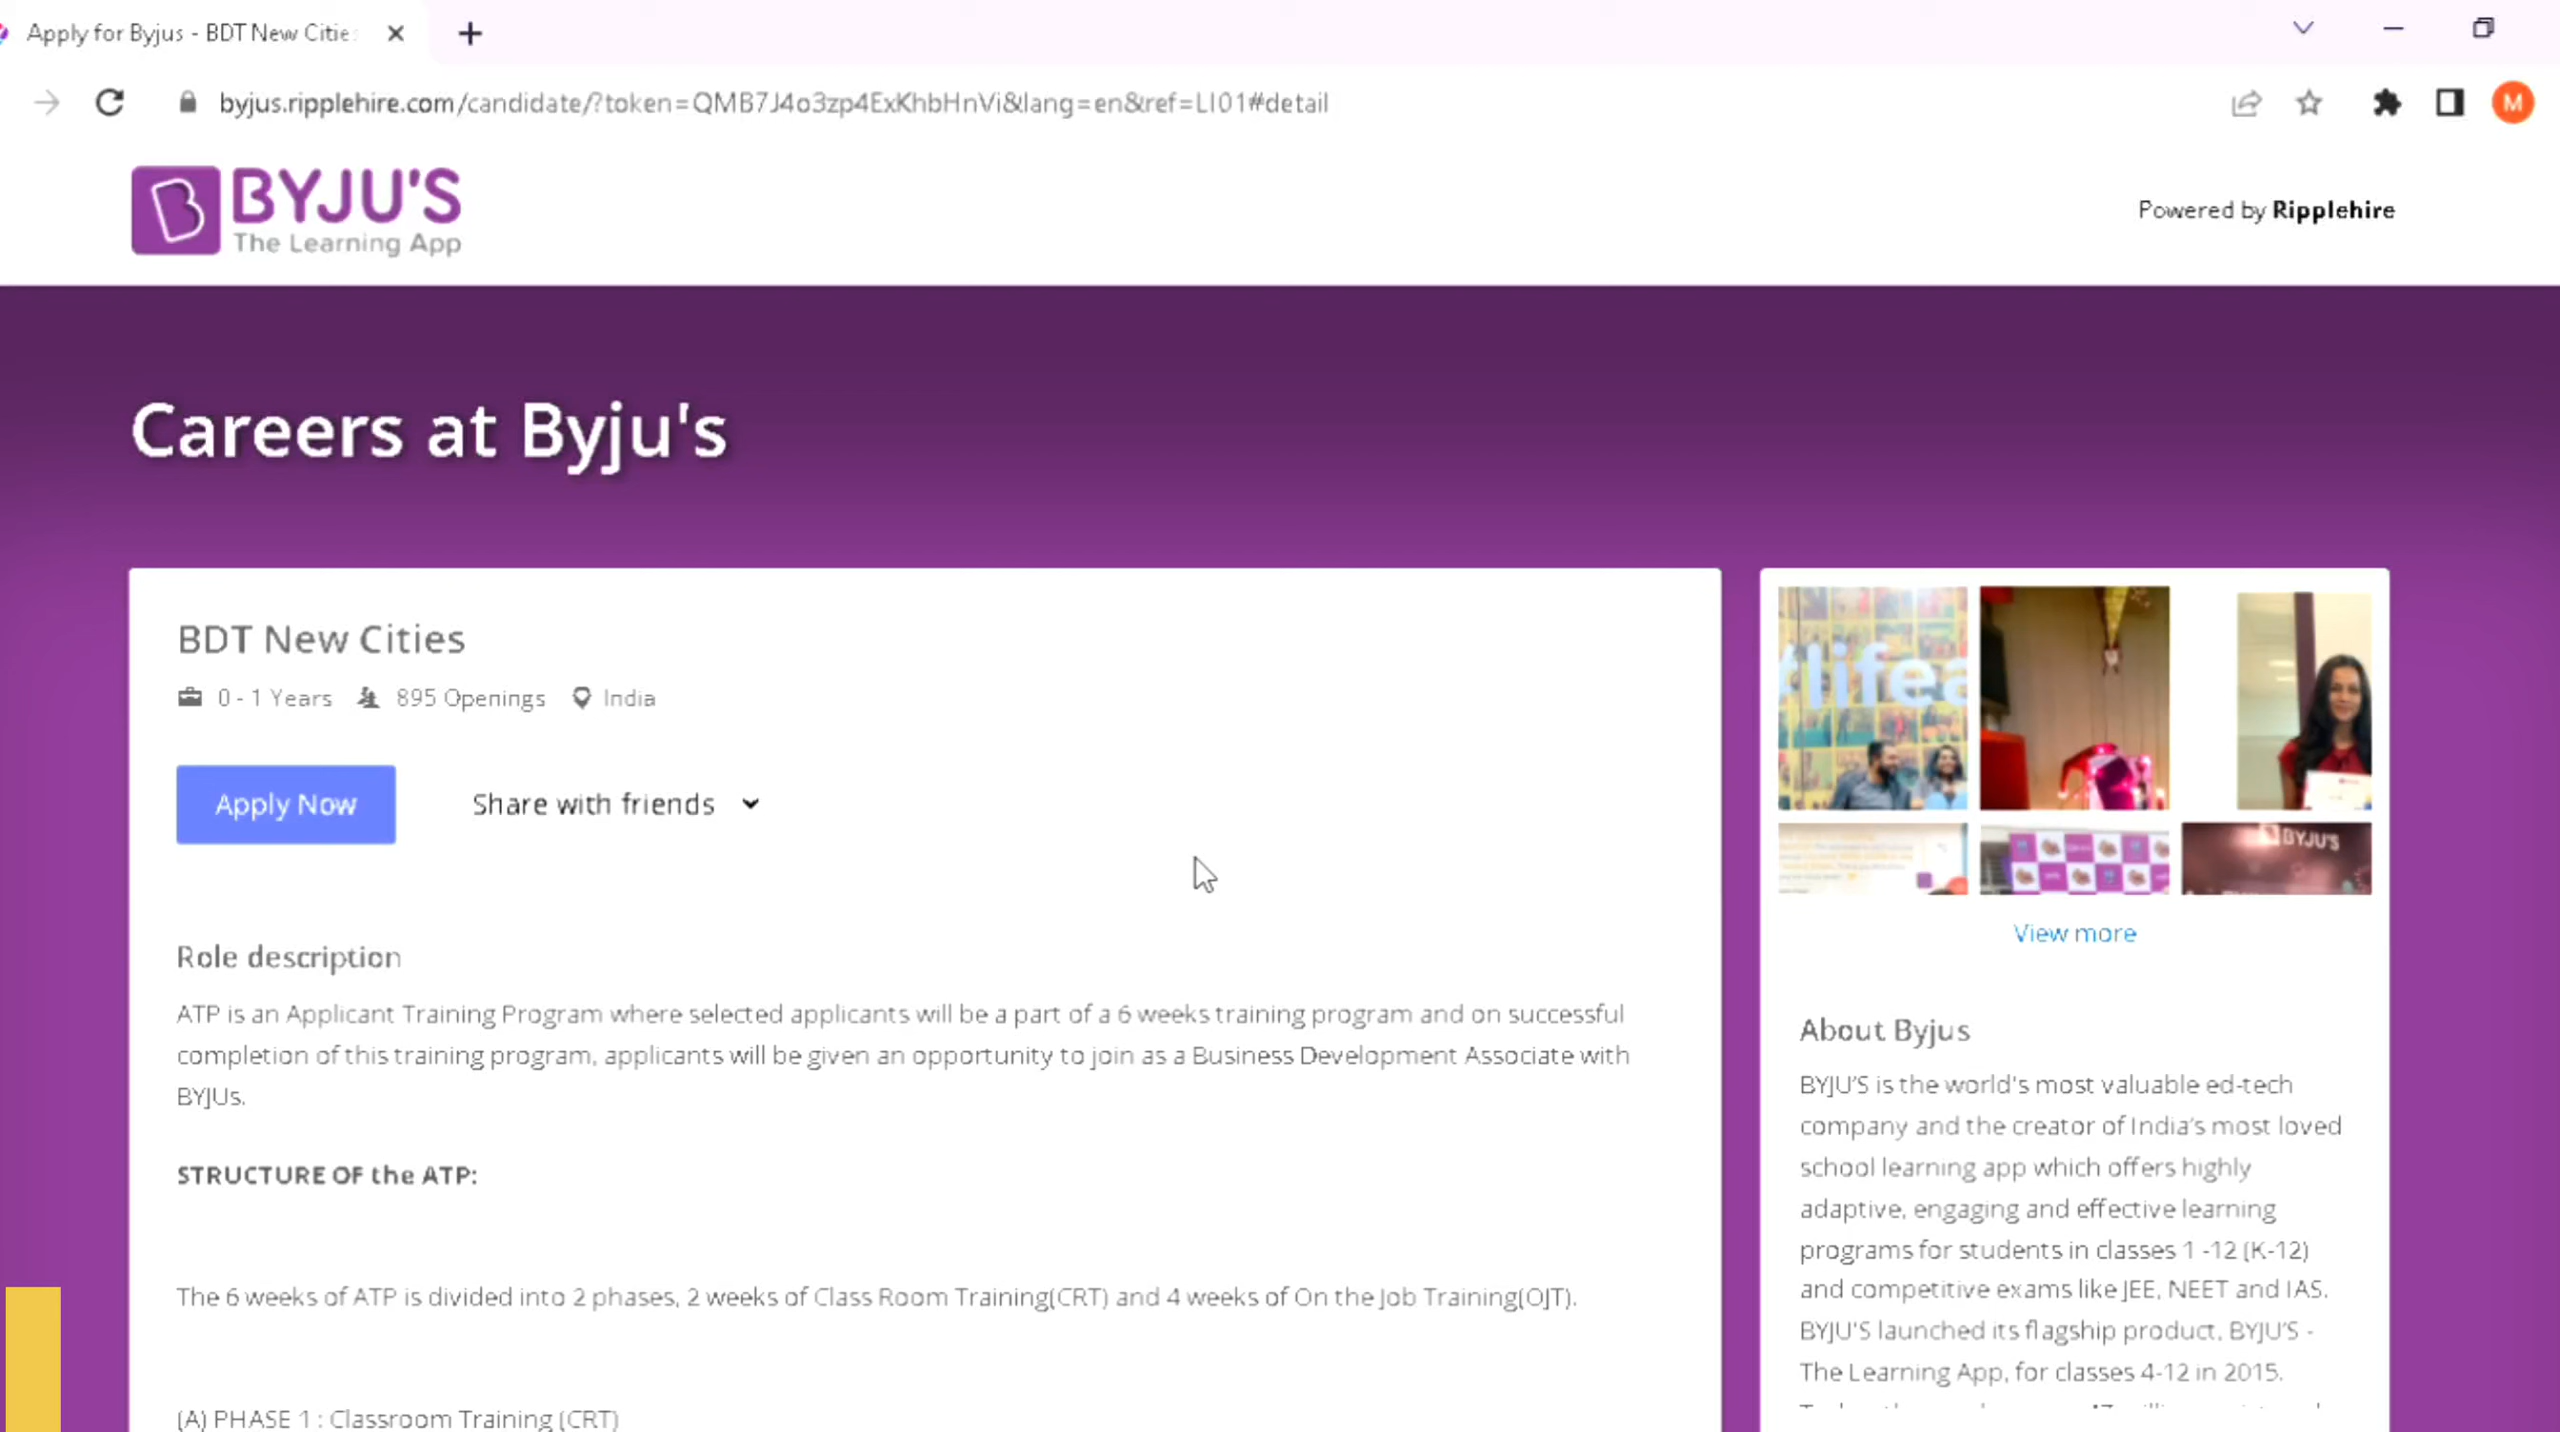 Apply for Byjus - BDT New Citie
byjus.ripplehire.com/candidate/?token=QMB7J4o3zp4ExKhbHnVi&lang=en&ref=LI01#detail
M
BYJU'S
The Learning App
Powered by Ripplehire
Careers at Byju's
BDT New Cities
0 - 1 Years 895 Openings India
Apply Now
Share with friends
Role description
ATP is an Applicant Training Program where selected applicants will be a part of a 6 weeks training program and on successful
completion of this training program, applicants will be given an opportunity to join as a Business Development Associate with
BYJUs.
STRUCTURE OF the ATP:
The 6 weeks of ATP is divided into 2 phases, 2 weeks of Class Room Training(CRT) and 4 weeks of On the Job Training(OJT).
(A) PHASE 1 : Classroom Training (CRT)
#lifea
BYJU'S
View more
About Byjus
BYJU'S is the world's most valuable ed-tech
company and the creator of India's most loved
school learning app which offers highly
adaptive, engaging and effective learning
programs for students in classes 1 -12 (K-12)
and competitive exams like JEE, NEET and IAS.
BYJU'S launched its flagship product, BYJU'S -
The Learning App, for classes 4-12 in 2015.